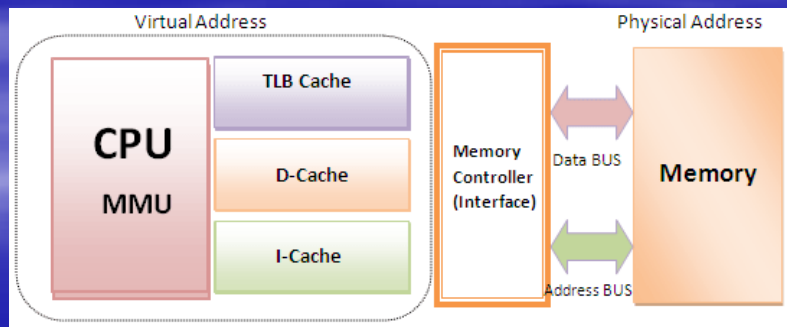 Virtual Address
Physical Address
CPU
MMU
TLB Cache
D-Cache
I-Cache
Memory
Controller
(Interface)
Data BUS
Address BUS
Memory